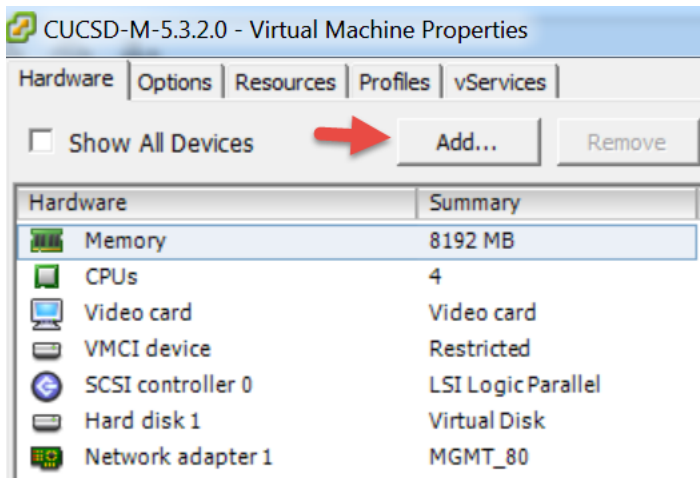 CUCSD-M-5.3.2.0 - Virtual Machine Properties
Hardware Options Resources Profiles vServices
Show All Devices Add... Remove
Hardware Summary
Memory 8192 MB
CPUs 4
Video card Video card
VMCI device Restricted
SCSI controller 0 LSI Logic Parallel
Hard disk 1 Virtual Disk
Network adapter 1 MGMT_80